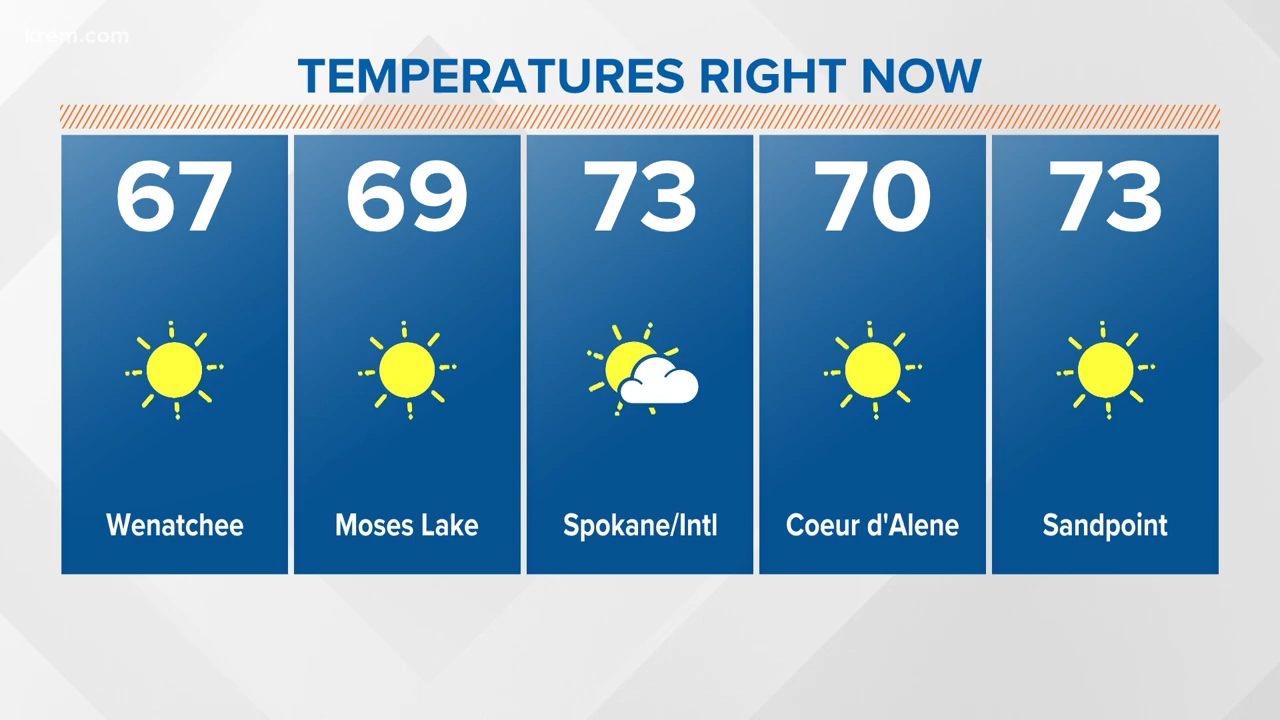 krem.com
TEMPERATURES RIGHT NOW
67 69 73 70 73
Wenatchee Moses Lake Spokane/Intl Coeur d'Alene Sandpoint